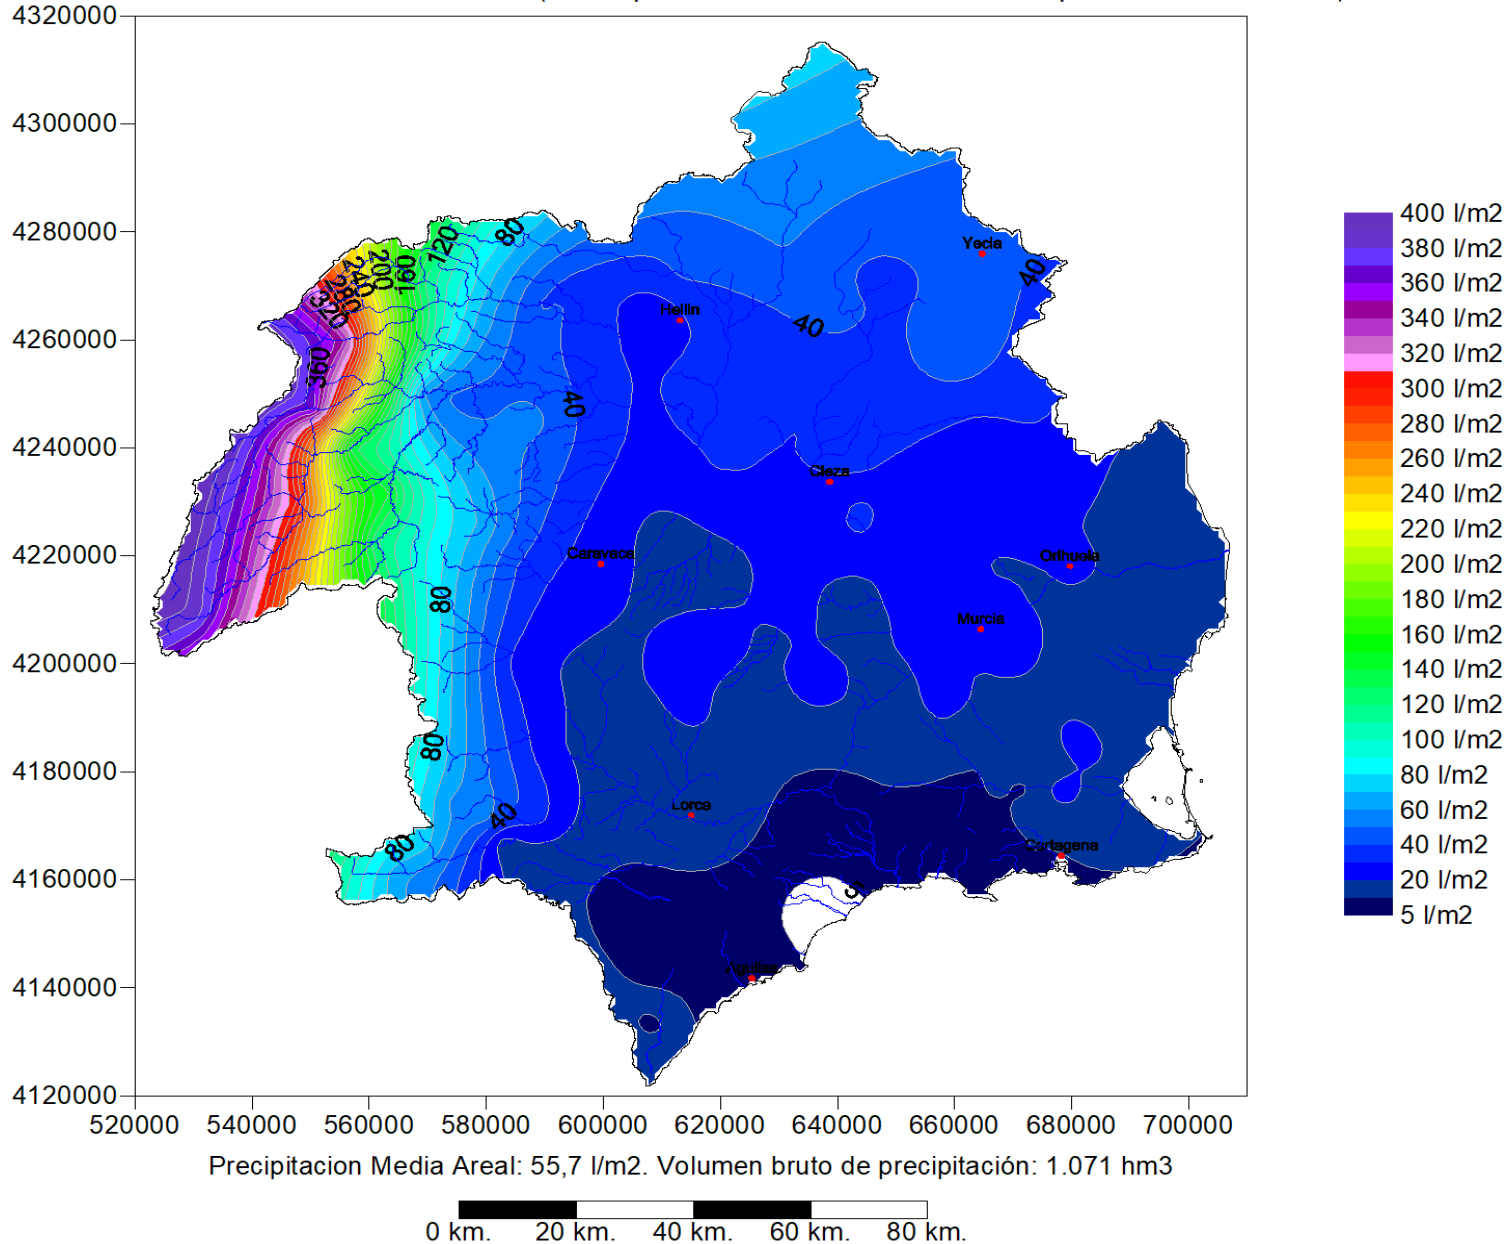 4320000
4300000
4280000
4260000
4240000
4220000
4200000
4180000
4160000
4140000
4120000
520000 540000 560000 580000 600000 620000 640000 660000 680000 700000
120
80
160
200
240
280
320
360
40
40
40
80
80
40
80
5
Yecla
Hellin
Cieza
Caravaca
Orihuela
Murcia
Lorca
Cartagena
Aguilas
400 l/m2
380 l/m2
360 l/m2
340 l/m2
320 l/m2
300 l/m2
280 l/m2
260 l/m2
240 l/m2
220 l/m2
200 l/m2
180 l/m2
160 l/m2
140 l/m2
120 l/m2
100 l/m2
80 l/m2
60 l/m2
40 l/m2
20 l/m2
5 l/m2
Precipitacion Media Areal: 55,7 l/m2. Volumen bruto de precipitación: 1.071 hm3
0 km. 20 km. 40 km. 60 km. 80 km.